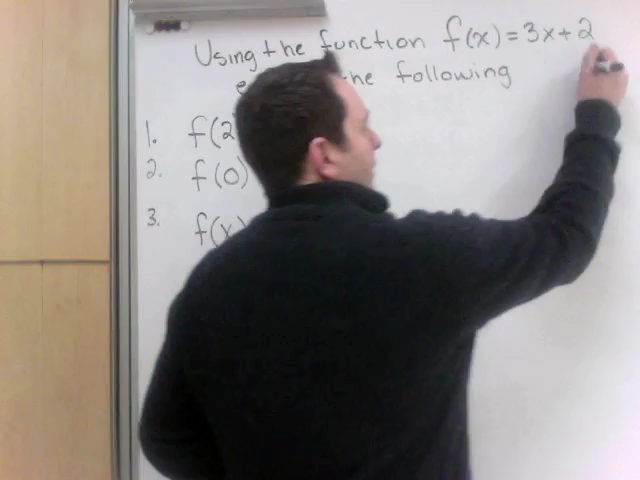 Using the function f(x) = 3x + 2
the following
1. f(2
2. f(0)
3. f(x)